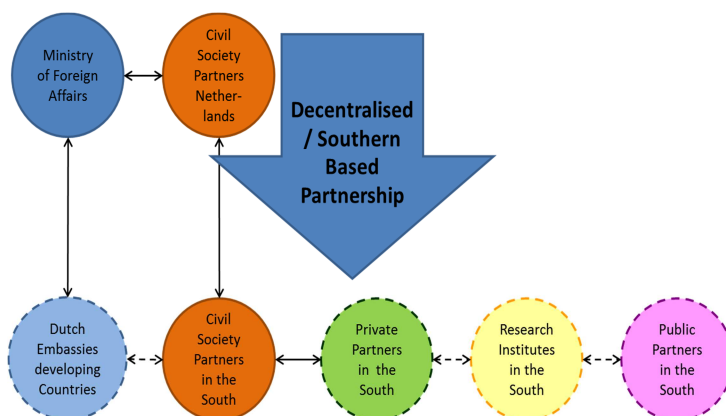 Ministry
of Foreign
Affairs
Civil
Society
Partners
Nether-
lands
Decentralised
/ Southern
Based
Partnership
Dutch
Embassies
developing
Countries
Civil
Society
Partners
in the
South
Private
Partners
in the
South
Research
Institutes
in the
South
Public
Partners
in the
South